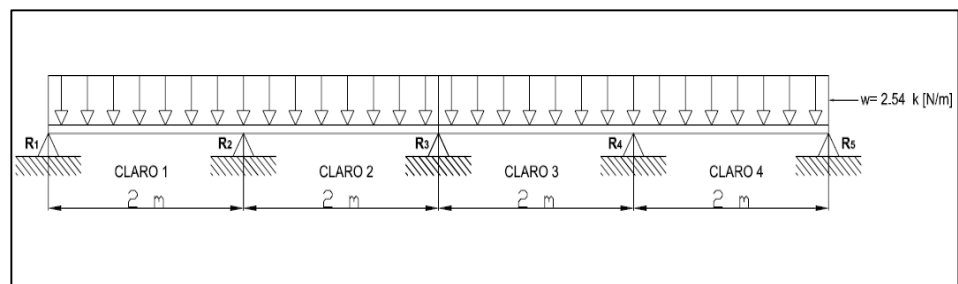 w= 2.54 k [N/m]
R1 R2 R3 R4 R5
CLARO 1 CLARO 2 CLARO 3 CLARO 4
2 m 2 m 2 m 2 m